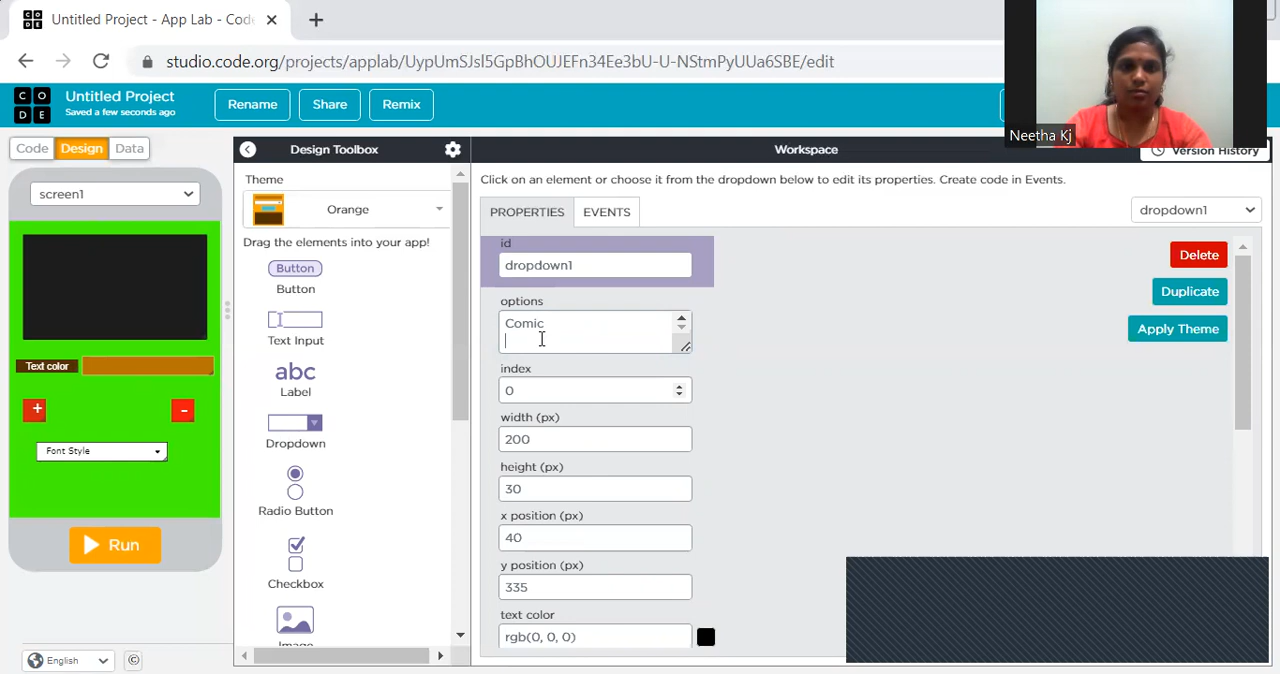 Untitled Project - App Lab - Code
studio.code.org/projects/applab/UypUmSJsl5GpBhOUJEFn34Ee3bU-U-NStmPyUUa6SBE/edit
Neetha Kj
CO
DE
Untitled Project
Saved a few seconds ago
Rename
Share
Remix
Code
Design
Data
Design Toolbox
Workspace
Version History
screen1
Text color
+
-
Font Style
Run
English
©
Theme
Orange
Drag the elements into your app!
Button
Button
Text Input
abc
Label
Dropdown
Radio Button
Checkbox
Image
Click on an element or choose it from the dropdown below to edit its properties. Create code in Events.
PROPERTIES
EVENTS
dropdown1
id
dropdown1
options
Comic
index
0
width (px)
200
height (px)
30
x position (px)
40
y position (px)
335
text color
rgb(0, 0, 0)
Delete
Duplicate
Apply Theme